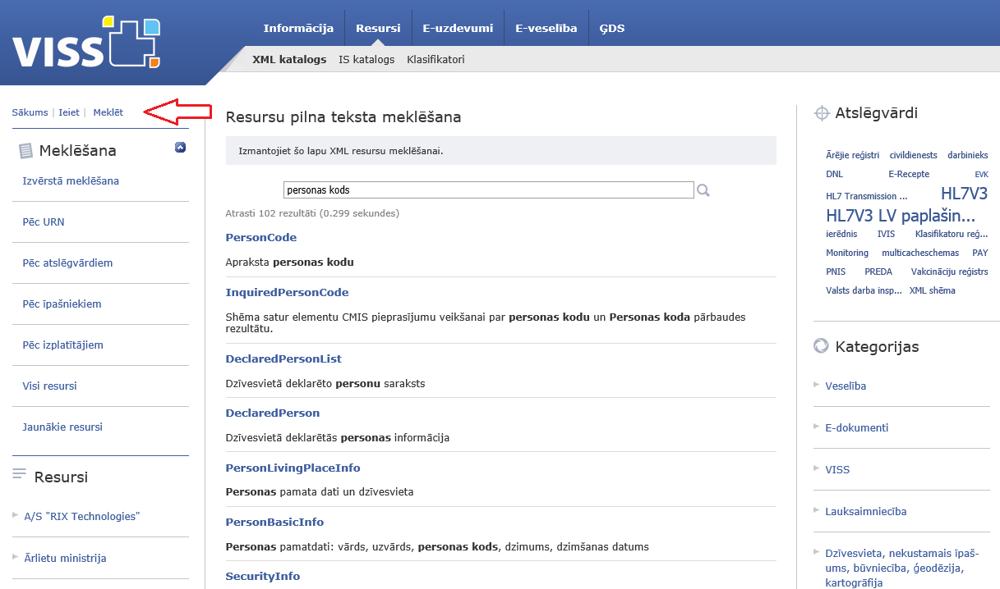 VISS
Informācija Resursi E-uzdevumi E-veselība ĢDS
XML katalogs IS katalogs Klasifikatori
Sākums | Ieiet | Meklēt
Meklēšana
Izvērstā meklēšana
Pēc URN
Pēc atslēgvārdiem
Pēc īpašniekiem
Pēc izplatītājiem
Visi resursi
Jaunākie resursi
Resursi
A/S "RIX Technologies"
Ārlietu ministrija
Resursu pilna teksta meklēšana
Izmantojiet šo lapu XML resursu meklēšanai.
personas kods
Atrasti 102 rezultāti (0.299 sekundes)
PersonCode
Apraksta personas kodu
InquiredPersonCode
Shēma satur elementu CMIS pieprasījumu veikšanai par personas kodu un Personas koda pārbaudes
rezultātu.
DeclaredPersonList
Dzīvesvietā deklarēto personu saraksts
DeclaredPerson
Dzīvesvietā deklarētās personas informācija
PersonLivingPlaceInfo
Personas pamata dati un dzīvesvieta
PersonBasicInfo
Personas pamatdati: vārds, uzvārds, personas kods, dzimums, dzimšanas datums
SecurityInfo
Atslēgvārdi
Ārējie reģistri civildienests darbinieks
DNL E-Recepte EVK
HL7 Transmission ... HL7V3
HL7V3 LV paplašin...
ierēdnis IVIS Klasifikatoru reģ...
Monitoring multicacheschemas PAY
PNIS PREDA Vakcināciju reģistrs
Valsts darba insp... XML shēma
Kategorijas
Veselība
E-dokumenti
VISS
Lauksaimniecība
Dzīvesvieta, nekustamais īpaš-
ums, būvniecība, ģeodēzija,
kartogrāfija